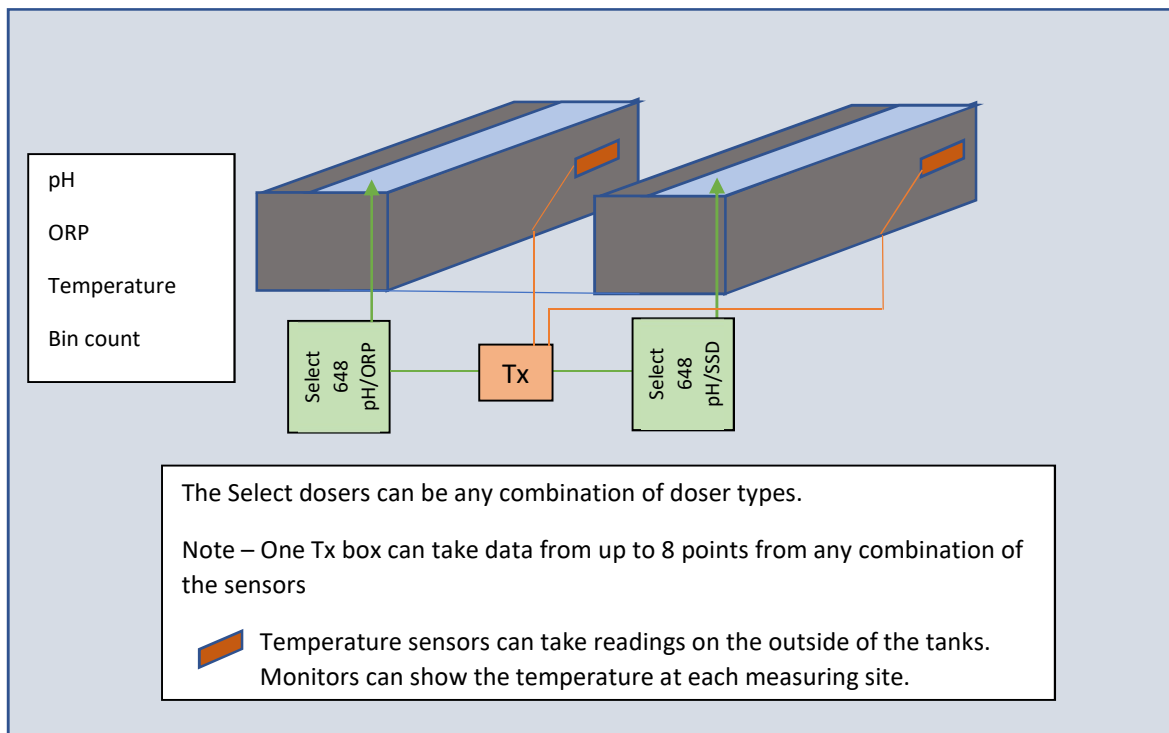 pH
ORP
Temperature
Bin count
Select
648
pH/ORP
Tx
Select
648
pH/SSD
The Select dosers can be any combination of doser types.
Note – One Tx box can take data from up to 8 points from any combination of
the sensors
Temperature sensors can take readings on the outside of the tanks.
Monitors can show the temperature at each measuring site.